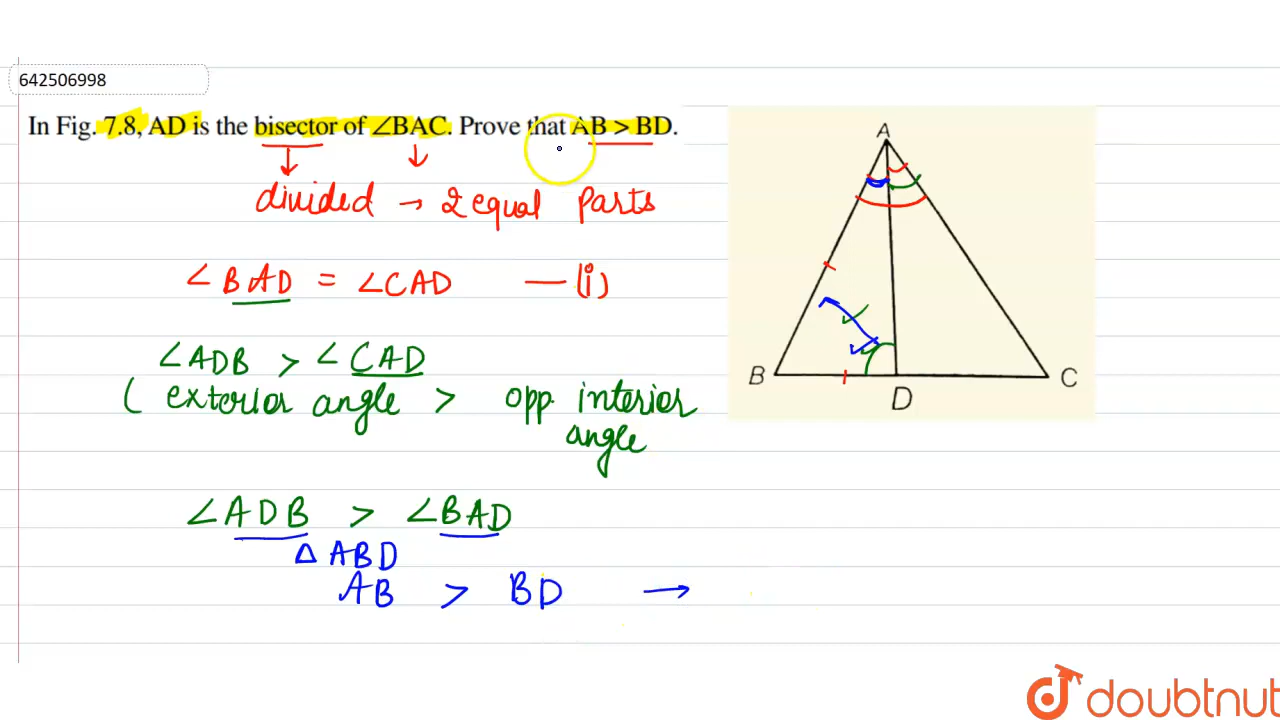 642506998
In Fig. 7.8, AD is the bisector of ∠BAC. Prove that AB > BD.
divided → 2 equal parts
∠BAD = ∠CAD — (i)
∠ADB > ∠CAD
( exterior angle > opp. interior
angle
∠ADB > ∠BAD
Δ ABD
AB > BD →
A
B
D
C
doubtnut